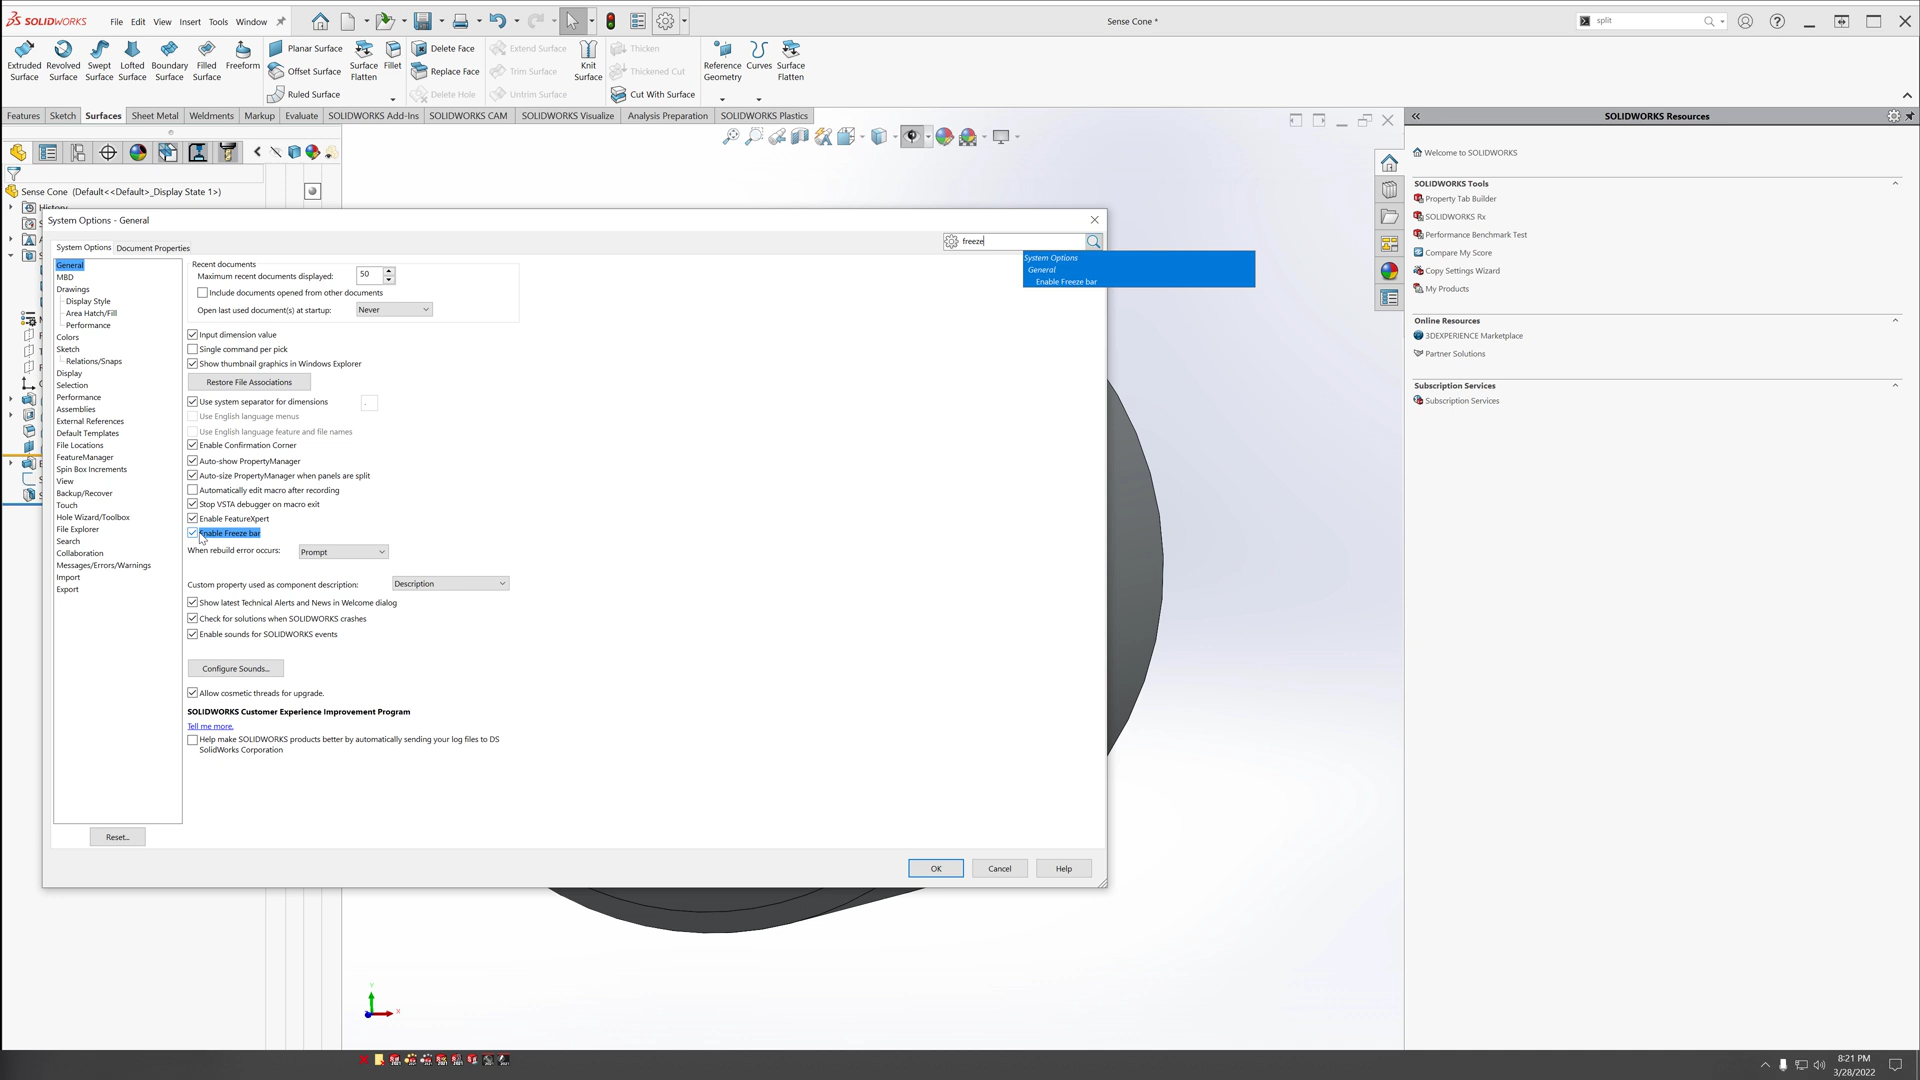 SOLIDWORKS
File Edit View Insert Tools Window
Sense Cone *
split
Extruded Surface
Revolved Surface
Swept Surface
Lofted Surface
Boundary Surface
Filled Surface
Freeform
Planar Surface
Offset Surface
Ruled Surface
Surface Flatten
Fillet
Delete Face
Replace Face
Delete Hole
Extend Surface
Trim Surface
Untrim Surface
Knit Surface
Thicken
Thickened Cut
Cut With Surface
Reference Geometry
Curves
Surface Flatten
Features Sketch Surfaces Sheet Metal Weldments Markup Evaluate SOLIDWORKS Add-Ins SOLIDWORKS CAM SOLIDWORKS Visualize Analysis Preparation SOLIDWORKS Plastics
Sense Cone (Default<<Default>_Display State 1>)
History
System Options - General
System Options Document Properties
freeze
System Options
General
Enable Freeze bar
General
MBD
Drawings
Display Style
Area Hatch/Fill
Performance
Colors
Sketch
Relations/Snaps
Display
Selection
Performance
Assemblies
External References
Default Templates
File Locations
FeatureManager
Spin Box Increments
View
Backup/Recover
Touch
Hole Wizard/Toolbox
File Explorer
Search
Collaboration
Messages/Errors/Warnings
Import
Export
Reset...
Recent documents
Maximum recent documents displayed: 50
Include documents opened from other documents
Open last used document(s) at startup: Never
Input dimension value
Single command per pick
Show thumbnail graphics in Windows Explorer
Restore File Associations
Use system separator for dimensions .
Use English language menus
Use English language feature and file names
Enable Confirmation Corner
Auto-show PropertyManager
Auto-size PropertyManager when panels are split
Automatically edit macro after recording
Stop VSTA debugger on macro exit
Enable FeatureXpert
Enable Freeze bar
When rebuild error occurs: Prompt
Custom property used as component description: Description
Show latest Technical Alerts and News in Welcome dialog
Check for solutions when SOLIDWORKS crashes
Enable sounds for SOLIDWORKS events
Configure Sounds...
Allow cosmetic threads for upgrade.
SOLIDWORKS Customer Experience Improvement Program
Tell me more.
Help make SOLIDWORKS products better by automatically sending your log files to DS
SolidWorks Corporation
OK Cancel Help
SOLIDWORKS Resources
Welcome to SOLIDWORKS
SOLIDWORKS Tools
Property Tab Builder
SOLIDWORKS Rx
Performance Benchmark Test
Compare My Score
Copy Settings Wizard
My Products
Online Resources
3DEXPERIENCE Marketplace
Partner Solutions
Subscription Services
Subscription Services
Y
X
8:21 PM
3/28/2022